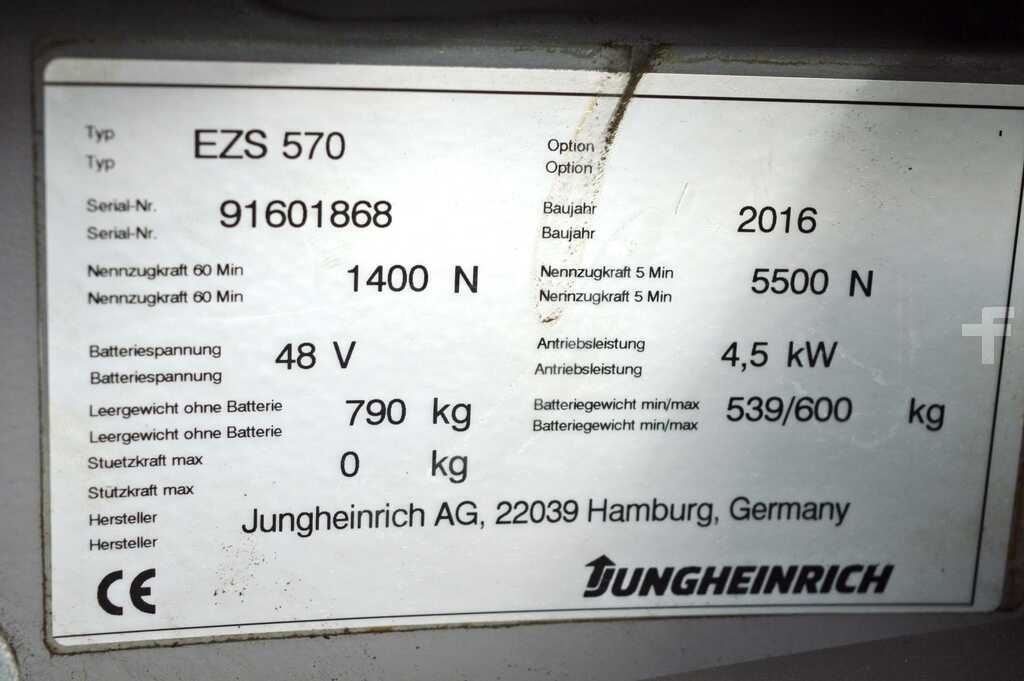 Typ
Typ
EZS 570
Option
Option
Serial-Nr.
Serial-Nr.
91601868
Baujahr
Baujahr
2016
Nennzugkraft 60 Min
Nennzugkraft 60 Min
1400 N
Nennzugkraft 5 Min
Nennzugkraft 5 Min
5500 N
Batteriespannung
Batteriespannung
48 V
Antriebsleistung
Antriebsleistung
4,5 kW
Leergewicht ohne Batterie
Leergewicht ohne Batterie
790 kg
Batteriegewicht min/max
Batteriegewicht min/max
539/600 kg
Stuetzkraft max
Stützkraft max
0 kg
Hersteller
Hersteller
Jungheinrich AG, 22039 Hamburg, Germany
CE
JUNGHEINRICH
f